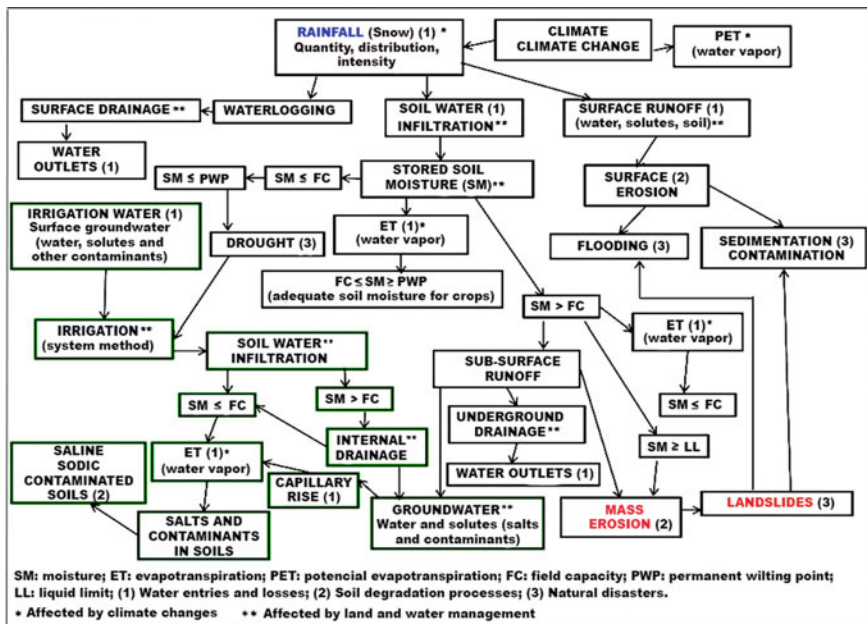 RAINFALL (Snow) (1) *
Quantity, distribution,
intensity
CLIMATE
CLIMATE CHANGE
PET *
(water vapor)
SURFACE DRAINAGE **
WATERLOGGING
SOIL WATER (1)
INFILTRATION**
SURFACE RUNOFF (1)
(water, solutes, soil)**
WATER
OUTLETS (1)
SM ≤ PWP
SM ≤ FC
STORED SOIL
MOISTURE (SM)**
SURFACE (2)
EROSION
IRRIGATION WATER (1)
Surface groundwater
(water, solutes and
other contaminants)
DROUGHT (3)
ET (1)*
(water vapor)
FLOODING (3)
SEDIMENTATION (3)
CONTAMINATION
FC ≤ SM ≥ PWP
(adequate soil moisture for crops)
SM > FC
IRRIGATION **
(system method)
SOIL WATER **
INFILTRATION
ET (1)*
(water vapor)
SUB-SURFACE
RUNOFF
SM ≤ FC
SM > FC
SM ≤ FC
UNDERGROUND
DRAINAGE **
SM ≥ LL
SALINE
SODIC
CONTAMINATED
SOILS (2)
ET (1)*
(water vapor)
INTERNAL**
DRAINAGE
WATER OUTLETS (1)
CAPILLARY
RISE (1)
GROUNDWATER **
Water and solutes (salts
and contaminants)
MASS
EROSION (2)
LANDSLIDES (3)
SALTS AND
CONTAMINANTS
IN SOILS
SM: moisture; ET: evapotranspiration; PET: potencial evapotranspiration; FC: field capacity; PWP: permanent wilting point;
LL: liquid limit; (1) Water entries and losses; (2) Soil degradation processes; (3) Natural disasters.
* Affected by climate changes ** Affected by land and water management